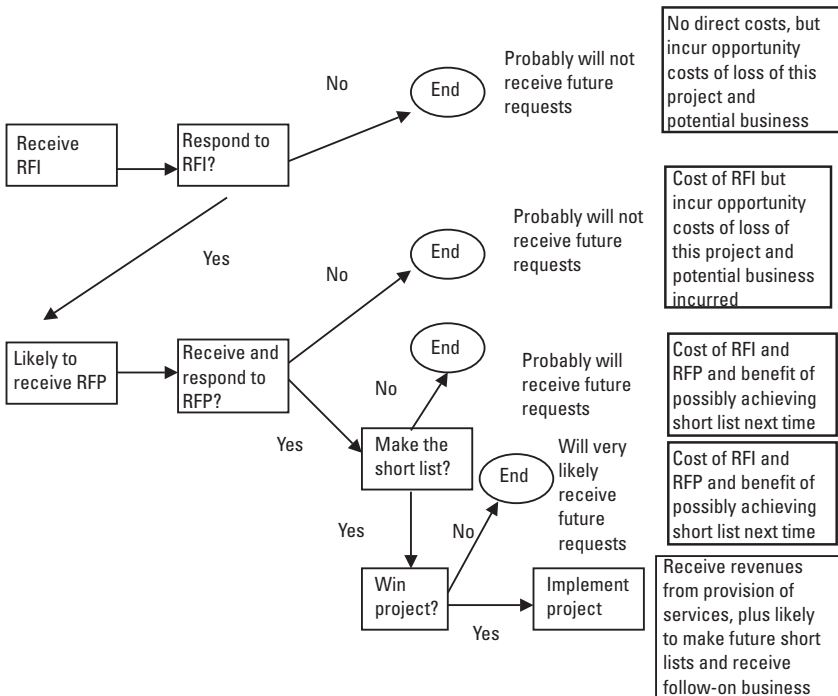 No direct costs, but
incur opportunity
costs of loss of this
project and
potential business
Probably will not
receive future
requests
End
No
Receive
RFI
Respond to
RFI?
Cost of RFI but
incur opportunity
costs of loss of
this project and
potential business
incurred
Probably will not
receive future
requests
End
No
Yes
Likely to
receive RFP
Receive and
respond to
RFP?
End
No
Probably will
receive future
requests
Cost of RFI and
RFP and benefit of
possibly achieving
short list next time
Yes
Make the
short list?
End
Will very
likely
receive
future
requests
Cost of RFI and
RFP and benefit of
possibly achieving
short list next time
Yes
No
Win
project?
Yes
Implement
project
Receive revenues
from provision of
services, plus likely
to make future short
lists and receive
follow-on business